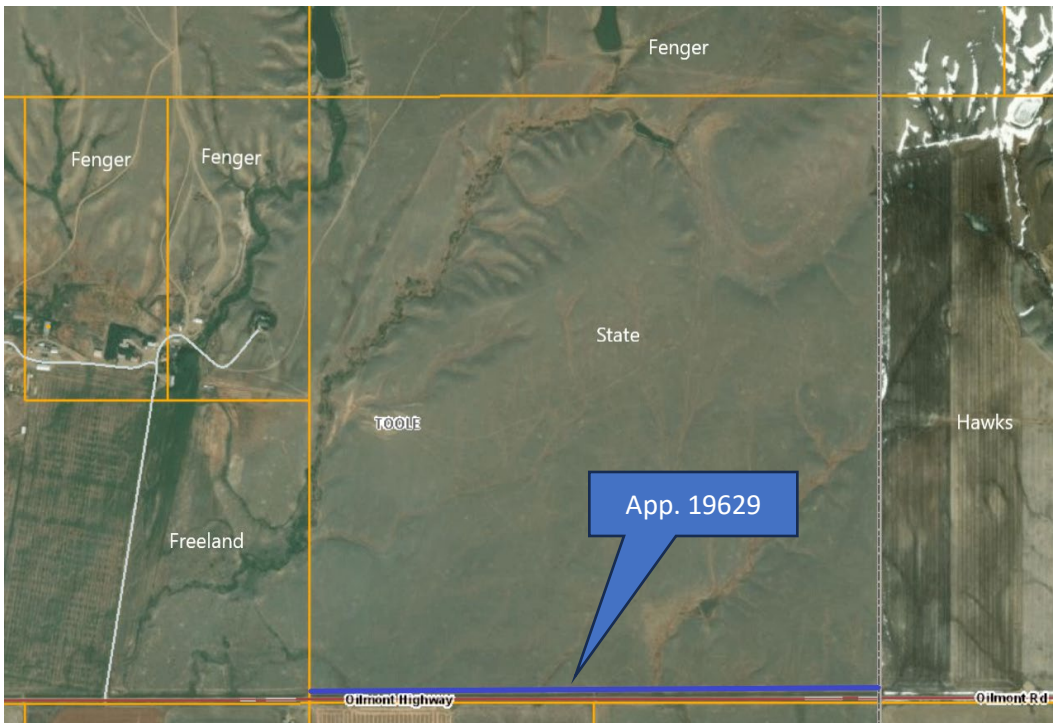 Fenger
Fenger
Fenger
State
TOOLE
Hawks
App. 19629
Freeland
Oilmont Highway
Oilmont Rd